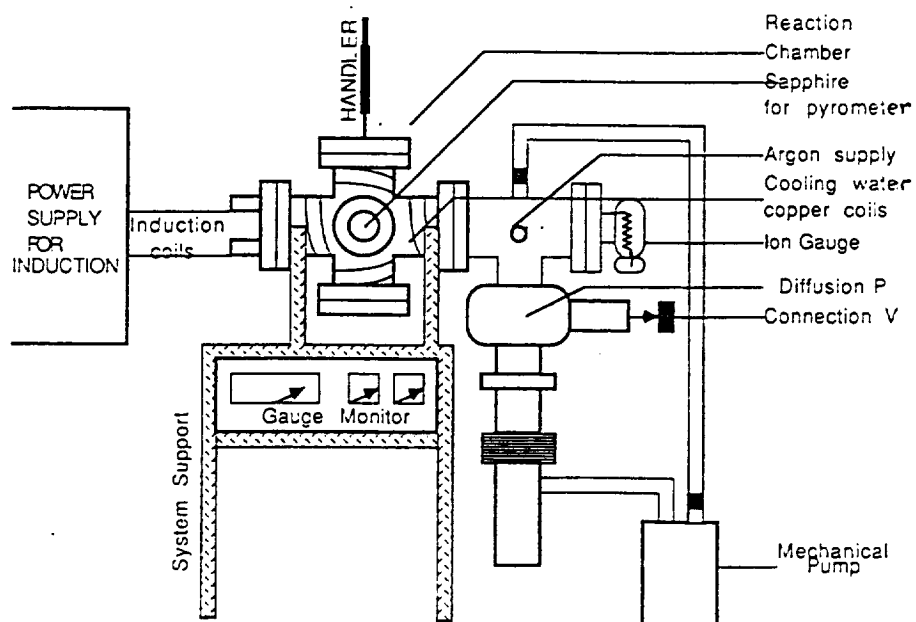 HANDLER
Reaction
Chamber
Sapphire
for pyrometer
Argon supply
Cooling water
copper coils
Ion Gauge
Diffusion P
Connection V
POWER
SUPPLY
FOR
INDUCTION
Induction
coils
Gauge Monitor
System Support
Mechanical
Pump